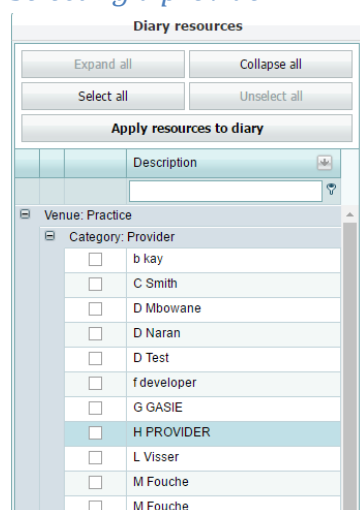 Diary resources
Expand all
Collapse all
Select all
Unselect all
Apply resources to diary
Description
Venue: Practice
Category: Provider
b kay
C Smith
D Mbowane
D Naran
D Test
f developer
G GASIE
H PROVIDER
L Visser
M Fouche
M Fouche